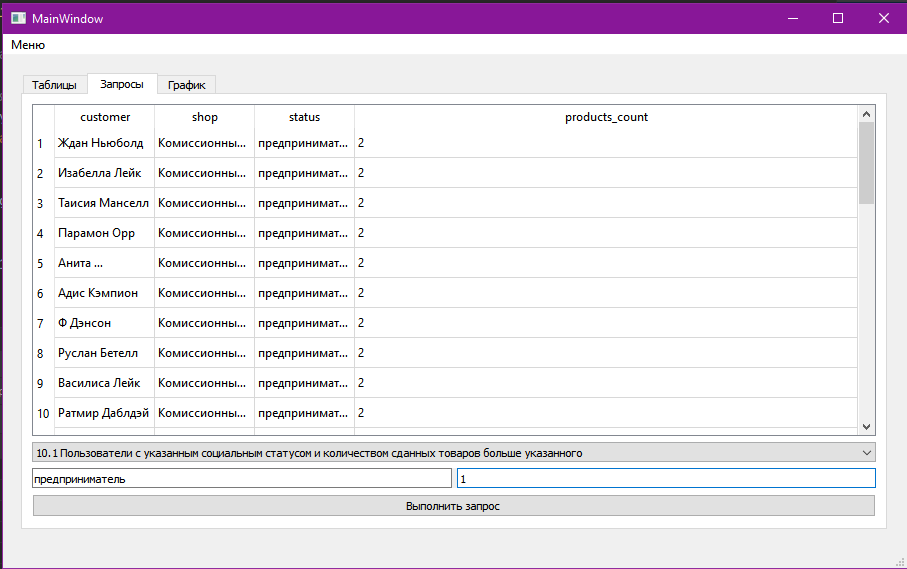 MainWindow
Меню
Таблицы Запросы График
customer shop status products_count
1 Ждан Ньюболд Комиссионны... предпринимат... 2
2 Изабелла Лейк Комиссионны... предпринимат... 2
3 Таисия Манселл Комиссионны... предпринимат... 2
4 Парамон Орр Комиссионны... предпринимат... 2
5 Анита ... Комиссионны... предпринимат... 2
6 Адис Кэмпион Комиссионны... предпринимат... 2
7 Ф Дэнсон Комиссионны... предпринимат... 2
8 Руслан Бетелл Комиссионны... предпринимат... 2
9 Василиса Лейк Комиссионны... предпринимат... 2
10 Ратмир Даблдэй Комиссионны... предпринимат... 2
10.1 Пользователи с указанным социальным статусом и количеством сданных товаров больше указанного
предприниматель 1
Выполнить запрос